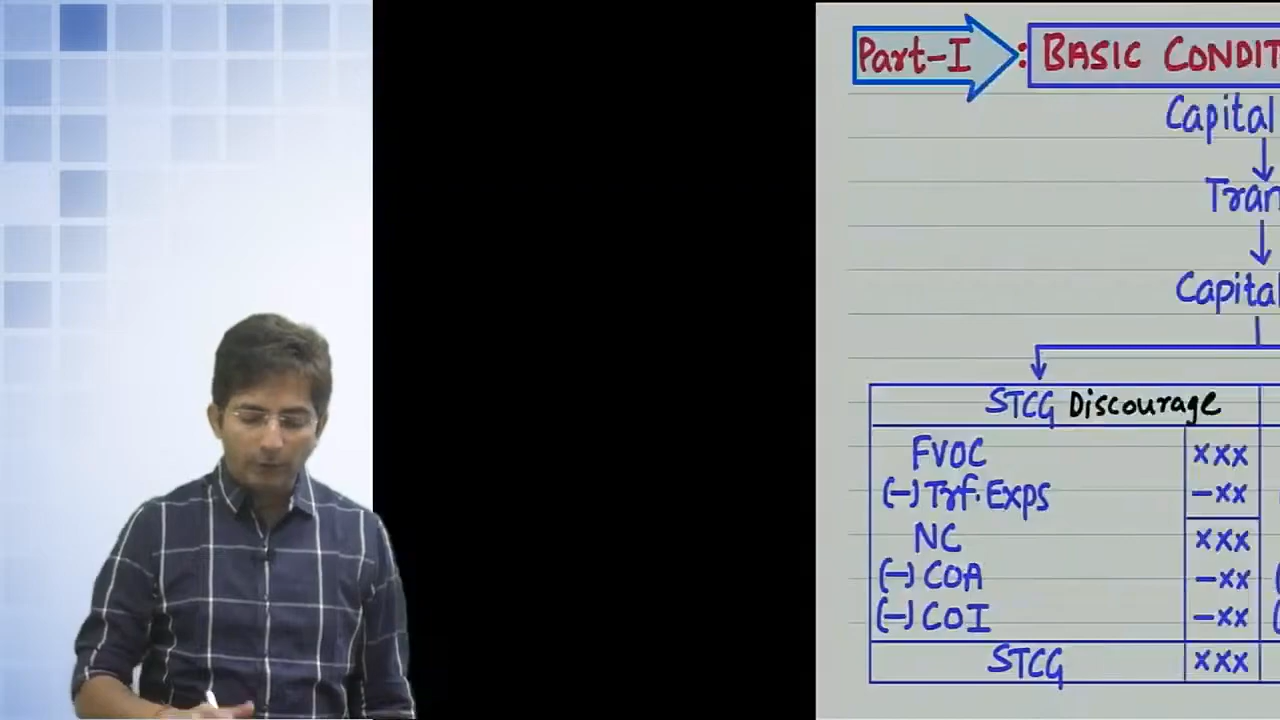 Part-I : BASIC CONDIT
Capital
Tran
Capital
STCG Discourage
FVOC xxx
(-) Trf. Exps -xx
NC xxx
(-) COA -xx
(-) COI -xx
STCG xxx